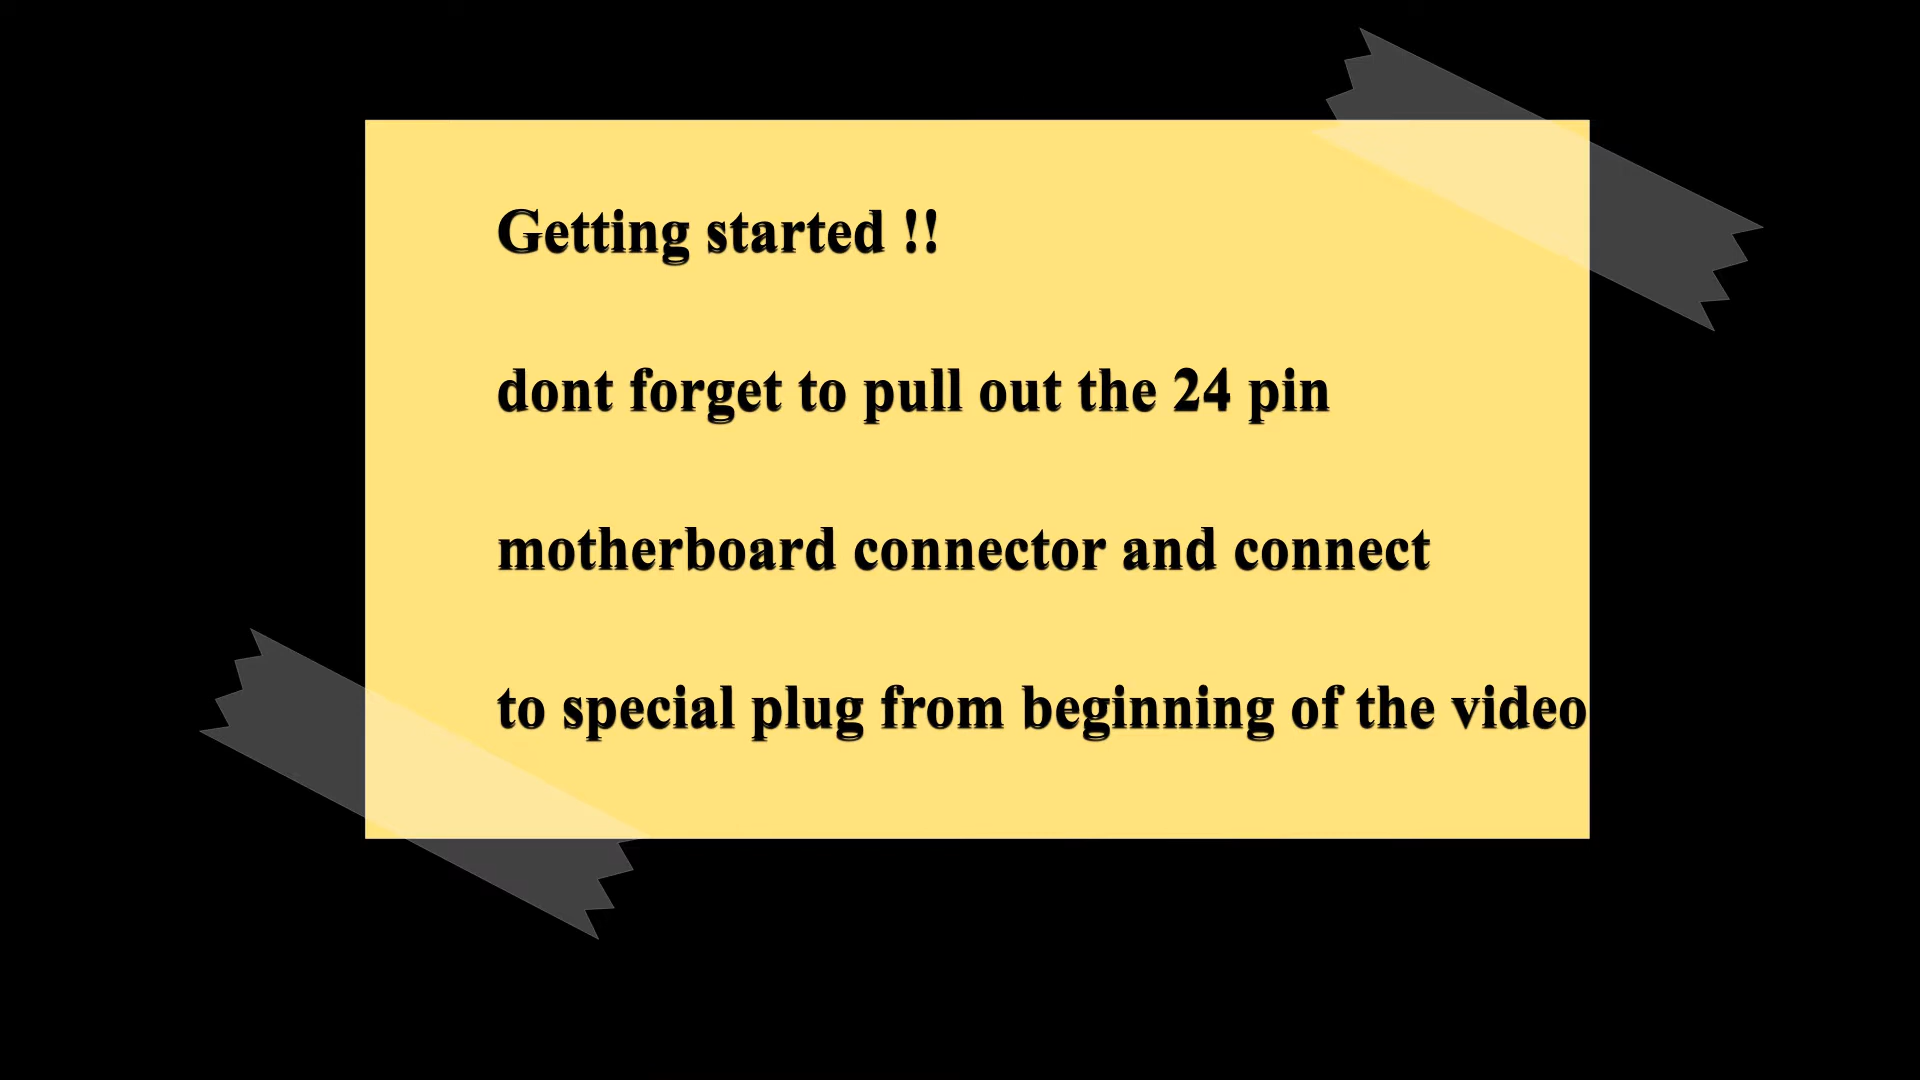 Getting started !!
dont forget to pull out the 24 pin
motherboard connector and connect
to special plug from beginning of the video